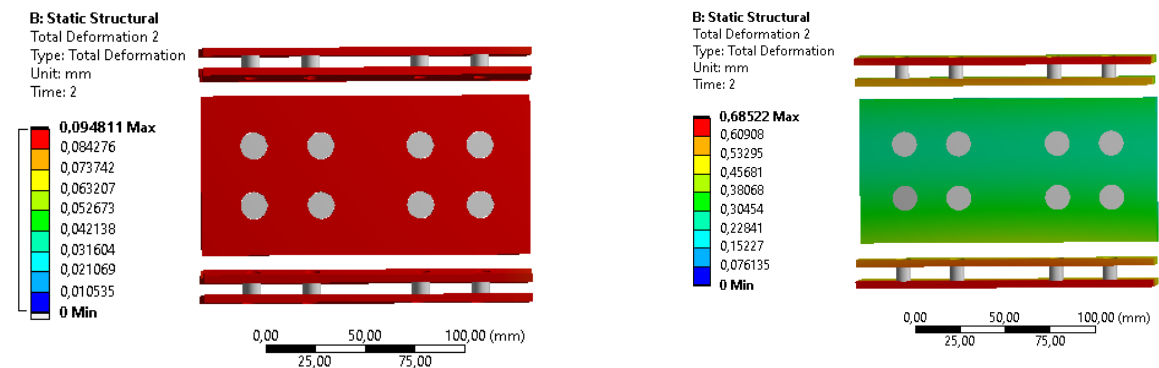 B: Static Structural
Total Deformation 2
Type: Total Deformation
Unit: mm
Time: 2
0,094811 Max
0,084276
0,073742
0,063207
0,052673
0,042138
0,031604
0,021069
0,010535
0 Min
0,00 50,00 100,00 (mm)
25,00 75,00
B: Static Structural
Total Deformation 2
Type: Total Deformation
Unit: mm
Time: 2
0,68522 Max
0,60908
0,53295
0,45681
0,38068
0,30454
0,22841
0,15227
0,076135
0 Min
0,00 50,00 100,00 (mm)
25,00 75,00